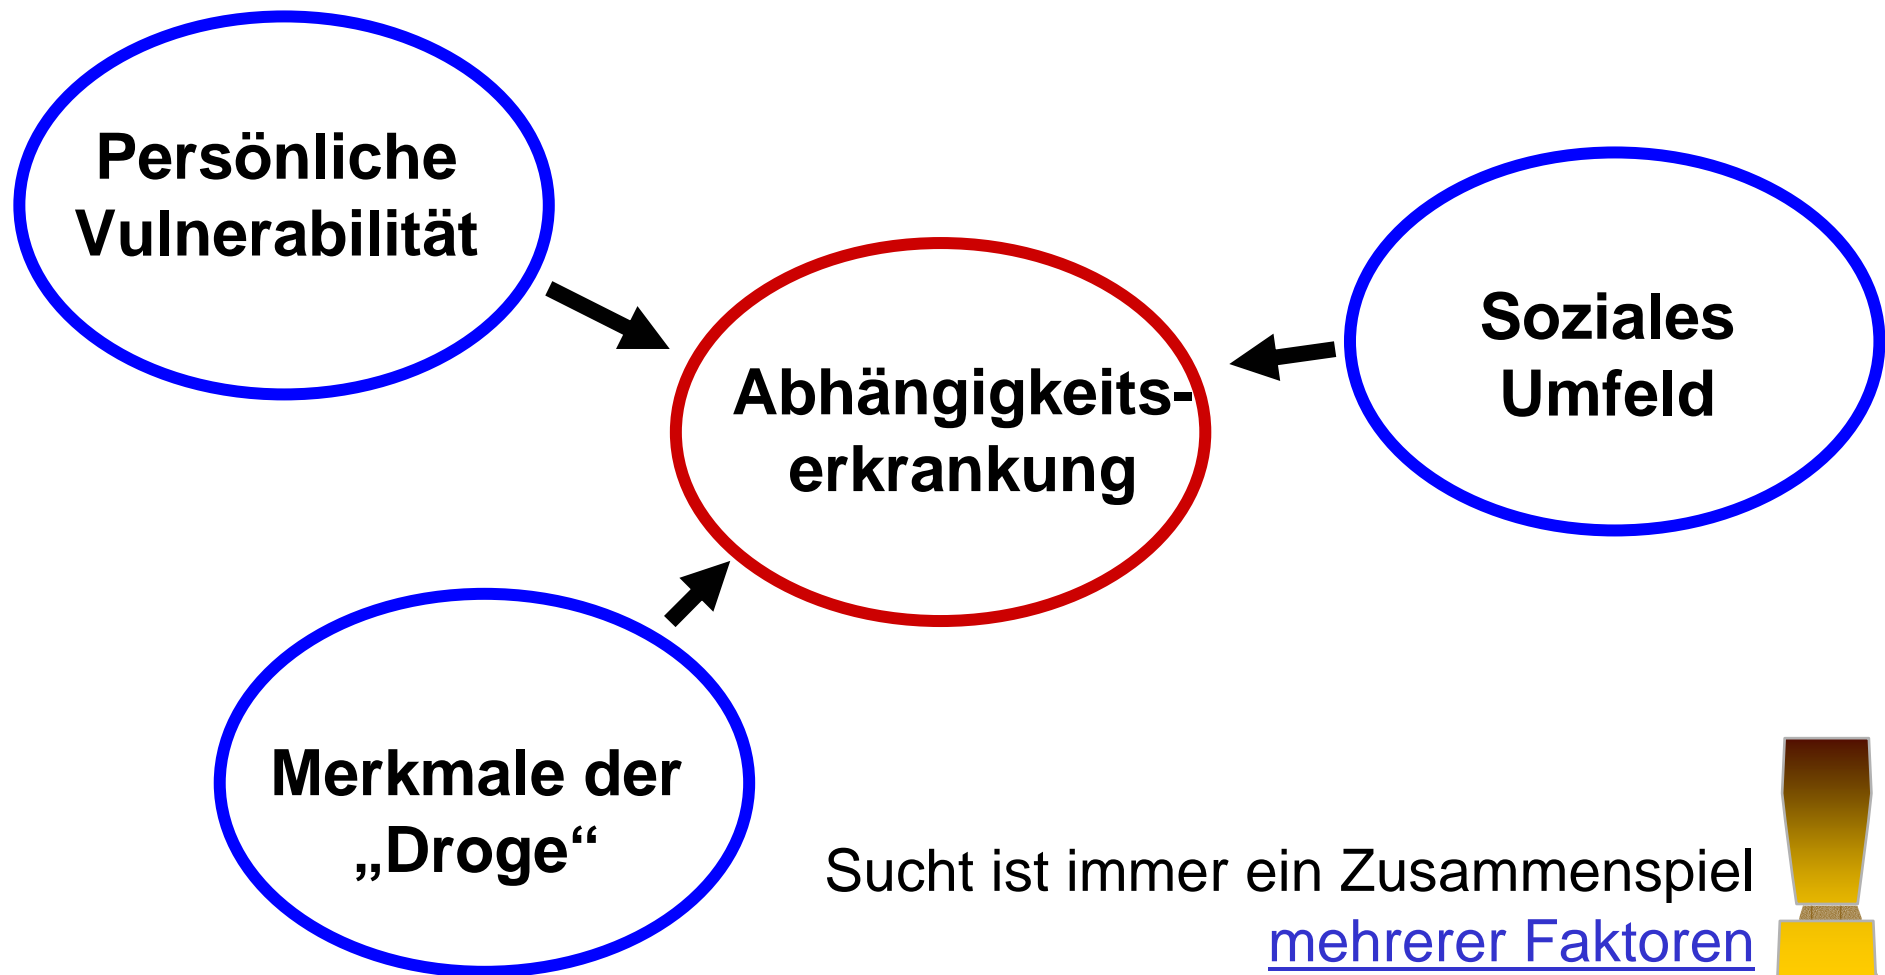 Persönliche
Vulnerabilität
Soziales
Umfeld
Abhängigkeits-
erkrankung
Merkmale der
„Droge“
Sucht ist immer ein Zusammenspiel
mehrerer Faktoren